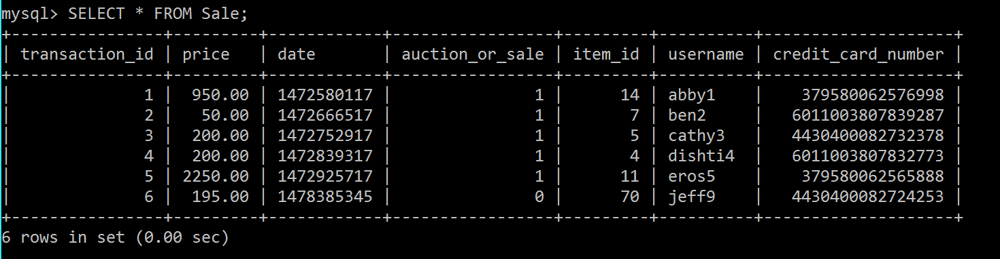 mysql> SELECT * FROM Sale;
+----------------+---------+------------+-----------------+---------+----------+--------------------+
| transaction_id | price   | date       | auction_or_sale | item_id | username | credit_card_number |
+----------------+---------+------------+-----------------+---------+----------+--------------------+
|              1 |  950.00 | 1472580117 |               1 |      14 | abby1    |    379580062576998 |
|              2 |   50.00 | 1472666517 |               1 |       7 | ben2     |   6011003807839287 |
|              3 |  200.00 | 1472752917 |               1 |       5 | cathy3   |   4430400082732378 |
|              4 |  200.00 | 1472839317 |               1 |       4 | dishti4  |   6011003807832773 |
|              5 | 2250.00 | 1472925717 |               1 |      11 | eros5    |    379580062565888 |
|              6 |  195.00 | 1478385345 |               0 |      70 | jeff9    |   4430400082724253 |
+----------------+---------+------------+-----------------+---------+----------+--------------------+
6 rows in set (0.00 sec)